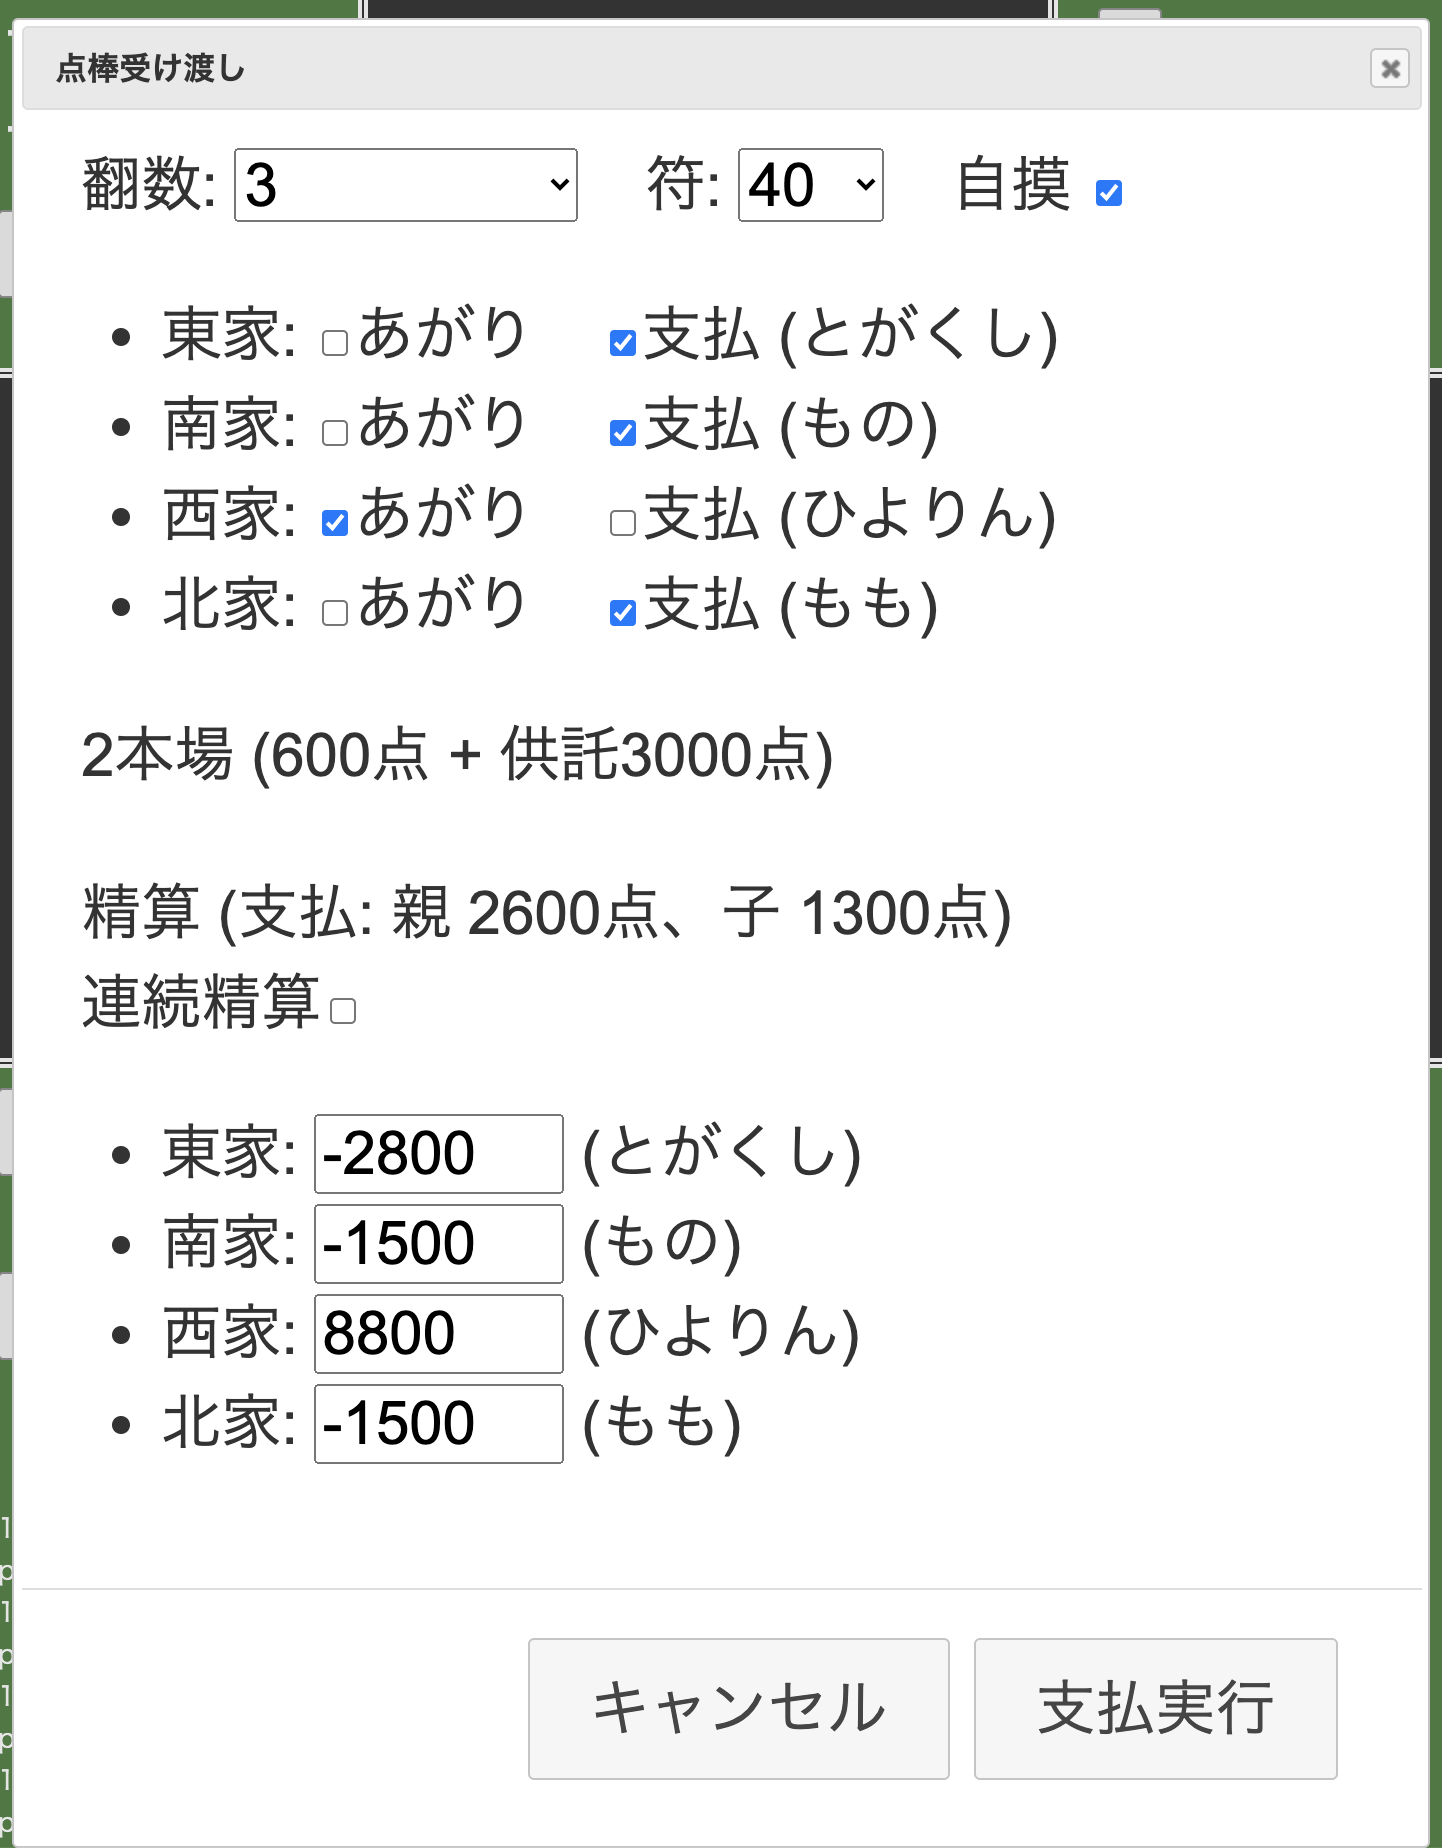 点棒受け渡し
翻数: 3 符: 40 自摸
東家: あがり 支払 (とがくし)
南家: あがり 支払 (もの)
西家: あがり 支払 (ひよりん)
北家: あがり 支払 (もも)
2本場 (600点 + 供託3000点)
精算 (支払: 親 2600点、子 1300点)
連続精算
東家: -2800 (とがくし)
南家: -1500 (もの)
西家: 8800 (ひよりん)
北家: -1500 (もも)
キャンセル 支払実行